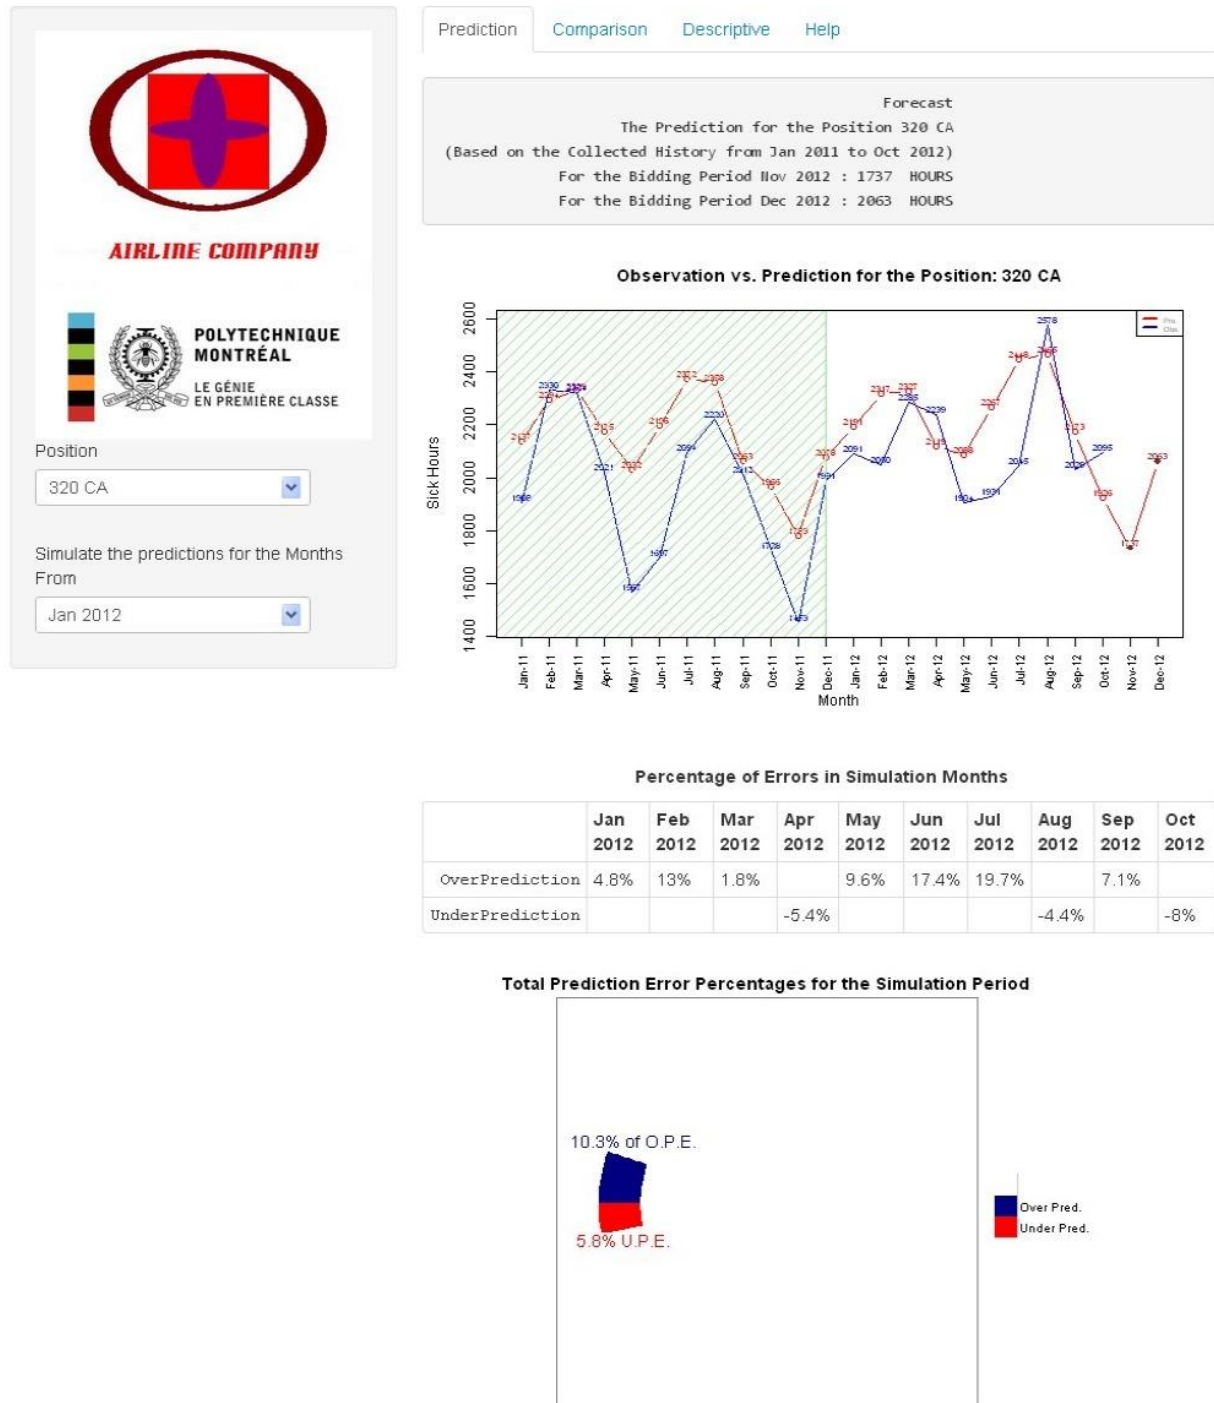 AIRLINE COMPANY
POLYTECHNIQUE
MONTRÉAL
LE GÉNIE
EN PREMIÈRE CLASSE
Position
320 CA
Simulate the predictions for the Months
From
Jan 2012
Prediction Comparison Descriptive Help
Forecast
The Prediction for the Position 320 CA
(Based on the Collected History from Jan 2011 to Oct 2012)
For the Bidding Period Nov 2012 : 1737 HOURS
For the Bidding Period Dec 2012 : 2063 HOURS
Observation vs. Prediction for the Position: 320 CA
Pre.
Obs.
Sick Hours
2600
2400
2200
2000
1800
1600
1400
2578
2239
2285
2091
2095
2063
1737
Jan-11 Feb-11 Mar-11 Apr-11 May-11 Jun-11 Jul-11 Aug-11 Sep-11 Oct-11 Nov-11 Dec-11 Jan-12 Feb-12 Mar-12 Apr-12 May-12 Jun-12 Jul-12 Aug-12 Sep-12 Oct-12 Nov-12 Dec-12
Month
Percentage of Errors in Simulation Months
Jan 2012 Feb 2012 Mar 2012 Apr 2012 May 2012 Jun 2012 Jul 2012 Aug 2012 Sep 2012 Oct 2012
OverPrediction 4.8% 13% 1.8% 9.6% 17.4% 19.7% 7.1%
UnderPrediction -5.4% -4.4% -8%
Total Prediction Error Percentages for the Simulation Period
10.3% of O.P.E.
5.8% U.P.E.
Over Pred.
Under Pred.